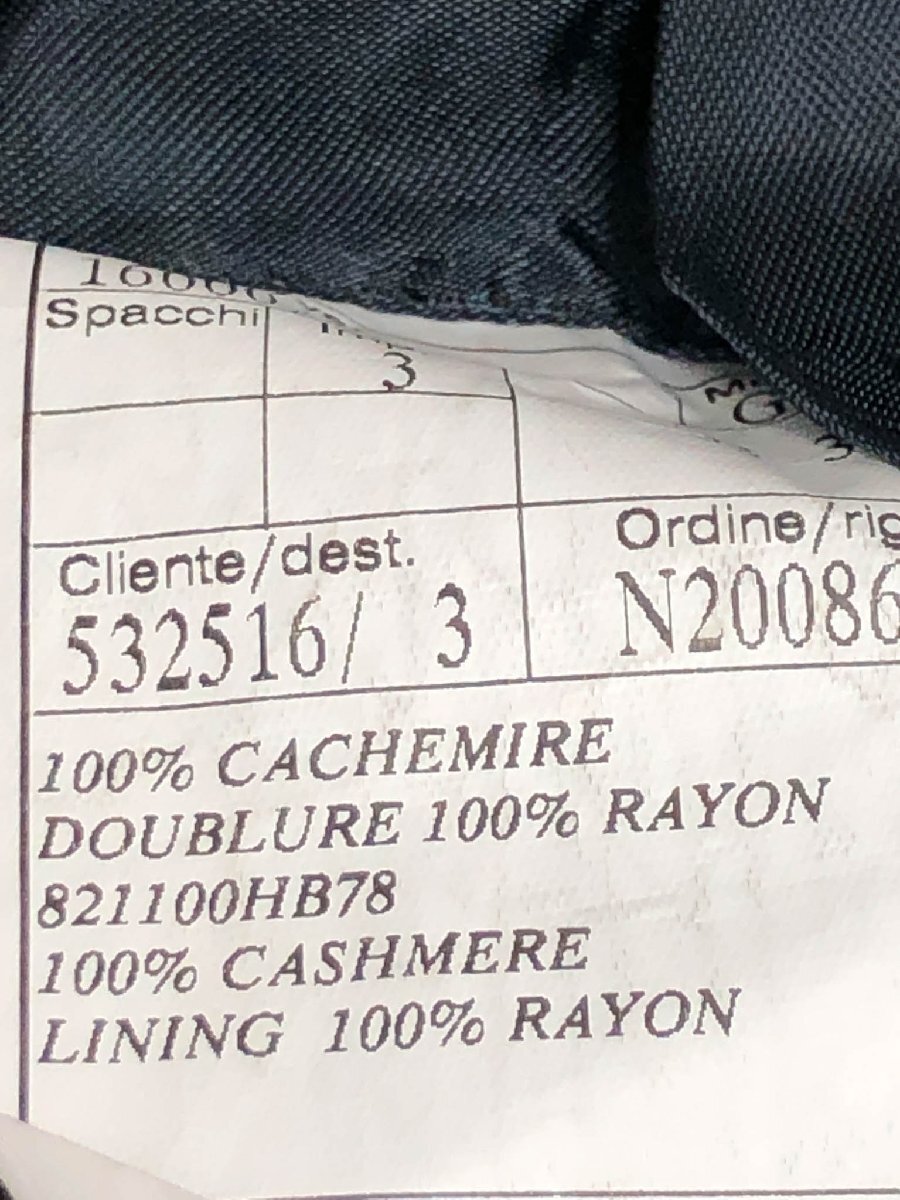 Spacchi
3
Cliente/dest.
Ordine/rig
532516/ 3
N20086
100% CACHEMIRE
DOUBLURE 100% RAYON
821100HB78
100% CASHMERE
LINING 100% RAYON